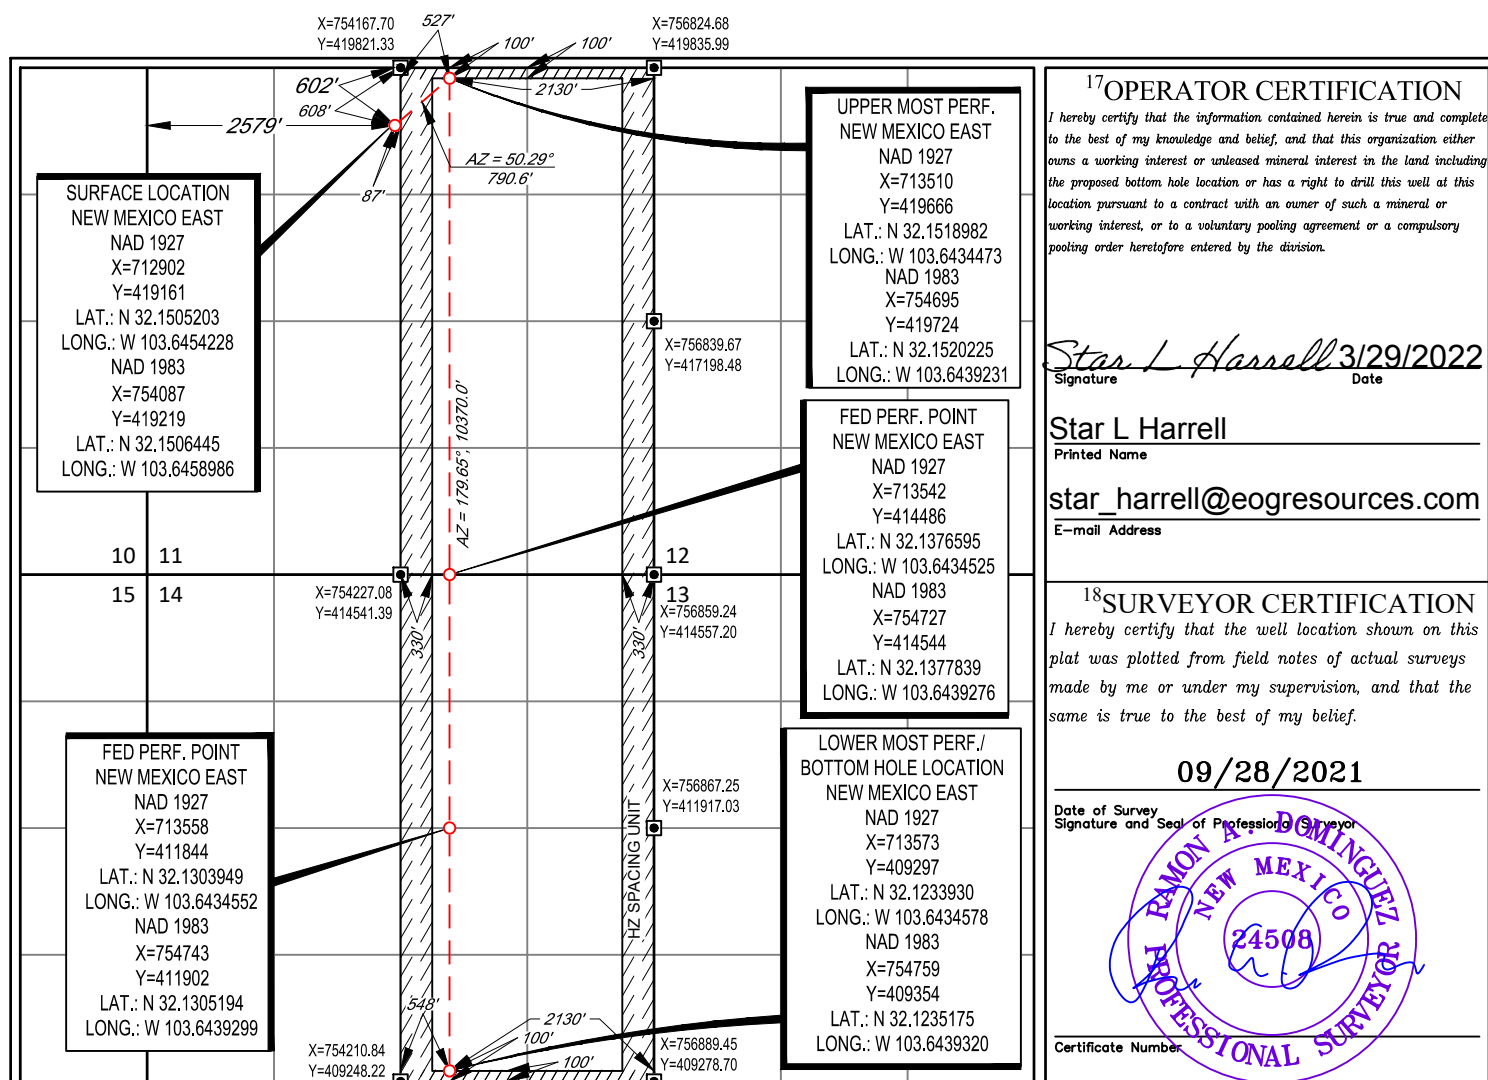 X=754167.70
Y=419821.33
527'
100'
100'
X=756824.68
Y=419835.99
602'
608'
2579'
2130'
87'
AZ = 50.29°
790.6'
SURFACE LOCATION
NEW MEXICO EAST
NAD 1927
X=712902
Y=419161
LAT.: N 32.1505203
LONG.: W 103.6454228
NAD 1983
X=754087
Y=419219
LAT.: N 32.1506445
LONG.: W 103.6458986
UPPER MOST PERF.
NEW MEXICO EAST
NAD 1927
X=713510
Y=419666
LAT.: N 32.1518982
LONG.: W 103.6434473
NAD 1983
X=754695
Y=419724
LAT.: N 32.1520225
LONG.: W 103.6439231
X=756839.67
Y=417198.48
AZ = 179.65°, 10370.0'
FED PERF. POINT
NEW MEXICO EAST
NAD 1927
X=713542
Y=414486
LAT.: N 32.1376595
LONG.: W 103.6434525
NAD 1983
X=754727
Y=414544
LAT.: N 32.1377839
LONG.: W 103.6439276
10 11
15 14
12
13
X=754227.08
Y=414541.39
X=756859.24
Y=414557.20
330'
330'
FED PERF. POINT
NEW MEXICO EAST
NAD 1927
X=713558
Y=411844
LAT.: N 32.1303949
LONG.: W 103.6434552
NAD 1983
X=754743
Y=411902
LAT.: N 32.1305194
LONG.: W 103.6439299
X=756867.25
Y=411917.03
HZ SPACING UNIT
LOWER MOST PERF./
BOTTOM HOLE LOCATION
NEW MEXICO EAST
NAD 1927
X=713573
Y=409297
LAT.: N 32.1233930
LONG.: W 103.6434578
NAD 1983
X=754759
Y=409354
LAT.: N 32.1235175
LONG.: W 103.6439320
548'
2130'
100'
100'
X=754210.84
Y=409248.22
X=756889.45
Y=409278.70
17OPERATOR CERTIFICATION
I hereby certify that the information contained herein is true and complete
to the best of my knowledge and belief, and that this organization either
owns a working interest or unleased mineral interest in the land including
the proposed bottom hole location or has a right to drill this well at this
location pursuant to a contract with an owner of such a mineral or
working interest, or to a voluntary pooling agreement or a compulsory
pooling order heretofore entered by the division.
Star L Harrell 3/29/2022
Signature Date
Star L Harrell
Printed Name
star_harrell@eogresources.com
E-mail Address
18SURVEYOR CERTIFICATION
I hereby certify that the well location shown on this
plat was plotted from field notes of actual surveys
made by me or under my supervision, and that the
same is true to the best of my belief.
09/28/2021
Date of Survey
Signature and Seal of Professional Surveyor
RAMON A. DOMINGUEZ
NEW MEXICO
24508
PROFESSIONAL SURVEYOR
Certificate Number